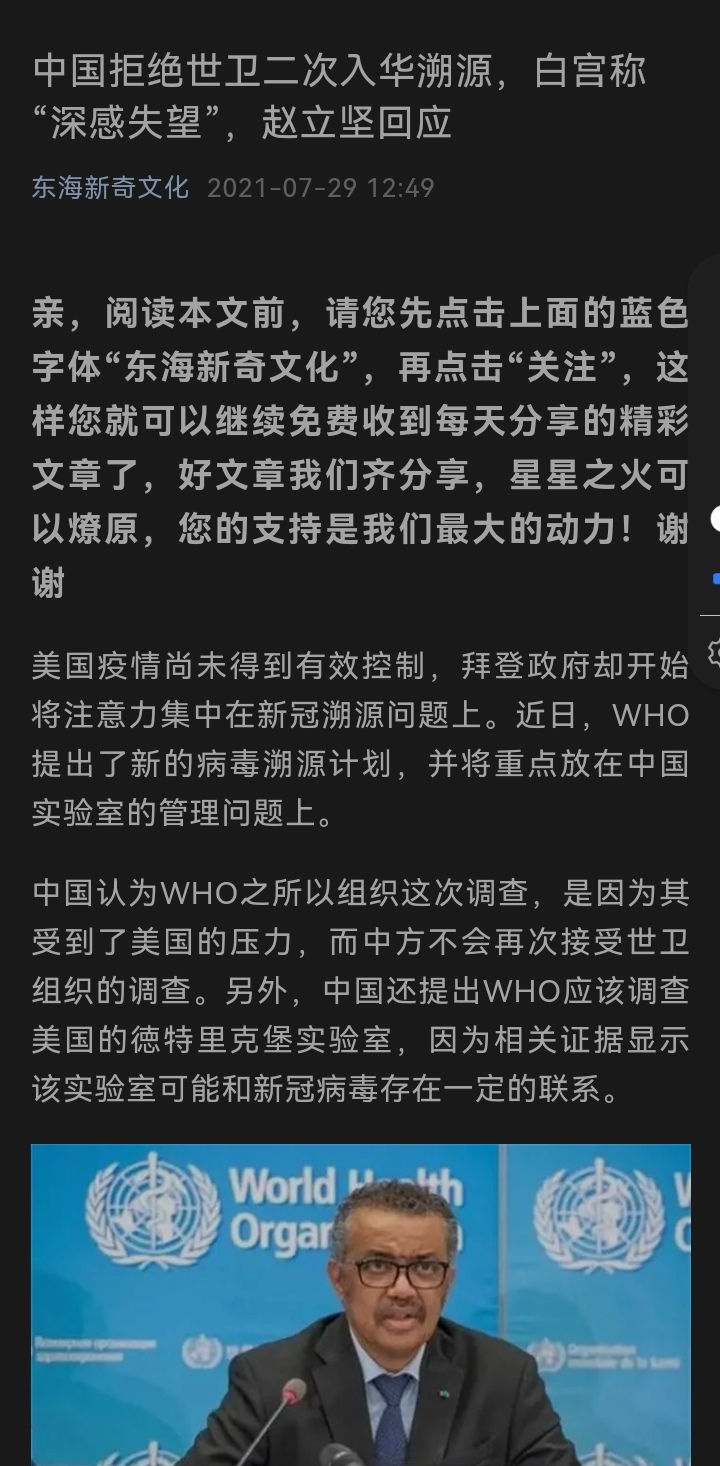 中国拒绝世卫二次入华溯源，白宫称
“深感失望”，赵立坚回应
东海新奇文化 2021-07-29 12:49
亲，阅读本文前，请您先点击上面的蓝色
字体“东海新奇文化”，再点击“关注”，这
样您就可以继续免费收到每天分享的精彩
文章了，好文章我们齐分享，星星之火可
以燎原，您的支持是我们最大的动力！谢
谢
美国疫情尚未得到有效控制，拜登政府却开始
将注意力集中在新冠溯源问题上。近日，WHO
提出了新的病毒溯源计划，并将重点放在中国
实验室的管理问题上。
中国认为WHO之所以组织这次调查，是因为其
受到了美国的压力，而中方不会再次接受世卫
组织的调查。另外，中国还提出WHO应该调查
美国的德特里克堡实验室，因为相关证据显示
该实验室可能和新冠病毒存在一定的联系。
World Health
Organ